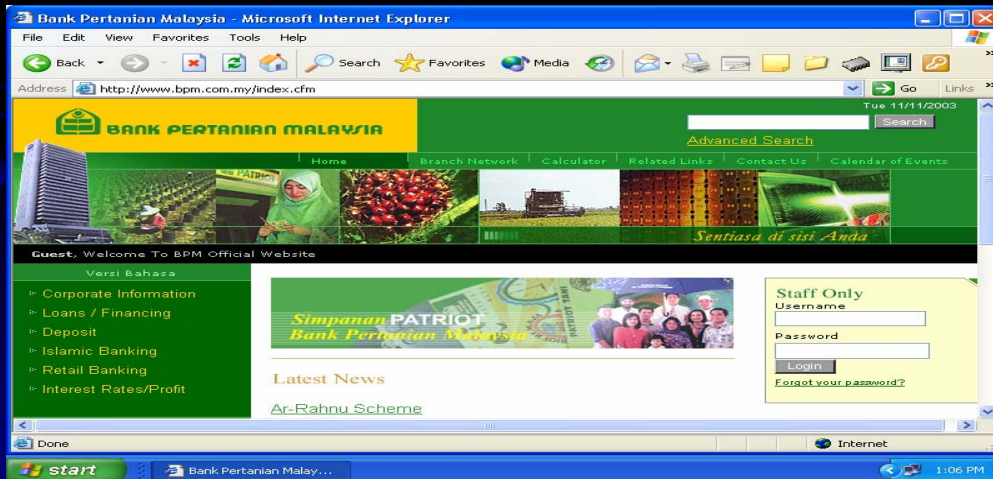 Bank Pertanian Malaysia - Microsoft Internet Explorer
File Edit View Favorites Tools Help
Back Search Favorites Media
Address http://www.bpm.com.my/index.cfm Go Links
Tue 11/11/2003
BANK PERTANIAN MALAYSIA
Search
Advanced Search
Home Branch Network Calculator Related Links Contact Us Calendar of Events
PATRIOT
Sentiasa di sisi Anda
Guest, Welcome To BPM Official Website
Versi Bahasa
Corporate Information
Loans / Financing
Deposit
Islamic Banking
Retail Banking
Interest Rates/Profit
Simpanan PATRIOT
Bank Pertanian Malaysia
Latest News
Ar-Rahnu Scheme
Staff Only
Username
Password
Login
Forgot your password?
Done Internet
start Bank Pertanian Malay... 1:06 PM